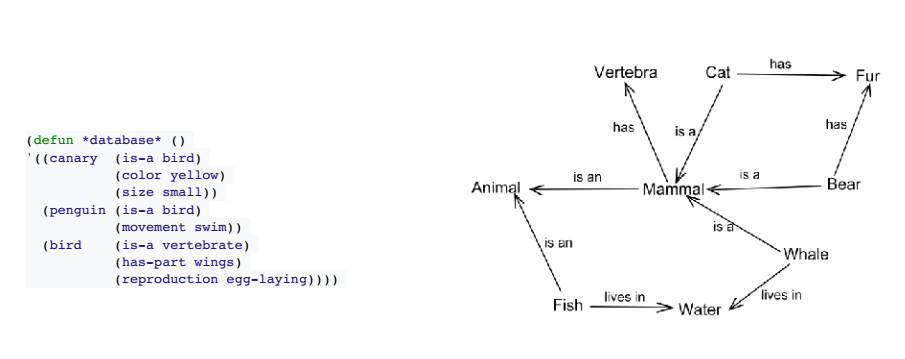 (defun *database* ()
'((canary  (is-a bird)
(color yellow)
(size small))
(penguin (is-a bird)
(movement swim))
(bird    (is-a vertebrate)
(has-part wings)
(reproduction egg-laying))))
Vertebra
Cat
has
Fur
has
is a
has
Animal
is an
Mammal
is a
Bear
is an
is a
Whale
Fish
lives in
Water
lives in